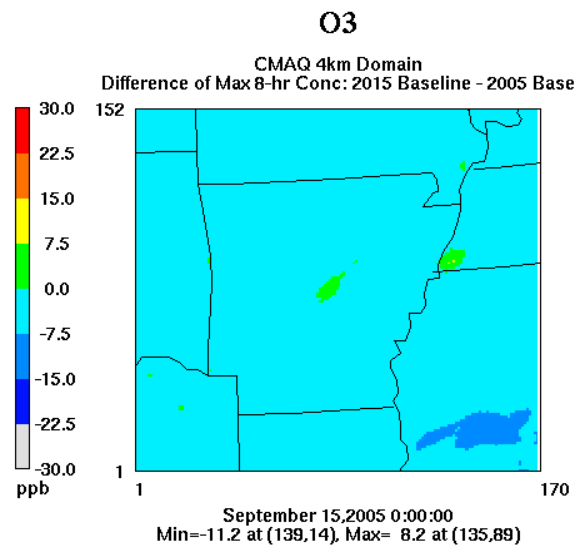 O3
CMAQ 4km Domain
Difference of Max 8-hr Conc: 2015 Baseline - 2005 Base
30.0
22.5
15.0
7.5
0.0
-7.5
-15.0
-22.5
-30.0
ppb
152
1
1
170
September 15,2005 0:00:00
Min=-11.2 at (139,14), Max= 8.2 at (135,89)